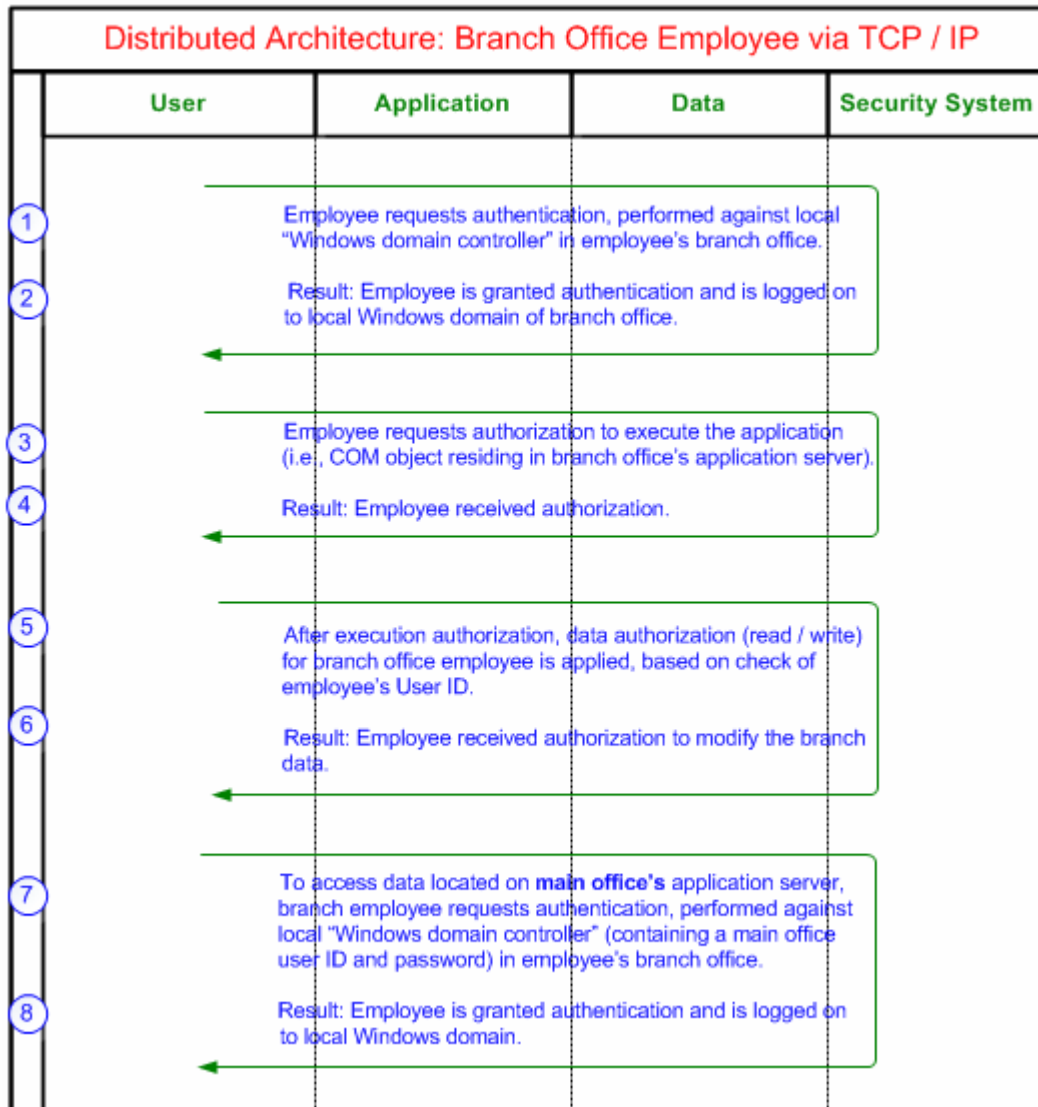 Distributed Architecture: Branch Office Employee via TCP / IP
User
Application
Data
Security System
1
Employee requests authentication, performed against local
“Windows domain controller” in employee’s branch office.
2
Result: Employee is granted authentication and is logged on
to local Windows domain of branch office.
3
Employee requests authorization to execute the application
(i.e., COM object residing in branch office’s application server).
4
Result: Employee received authorization.
5
After execution authorization, data authorization (read / write)
for branch office employee is applied, based on check of
employee’s User ID.
6
Result: Employee received authorization to modify the branch
data.
7
To access data located on main office’s application server,
branch employee requests authentication, performed against
local “Windows domain controller” (containing a main office
user ID and password) in employee’s branch office.
8
Result: Employee is granted authentication and is logged on
to local Windows domain.